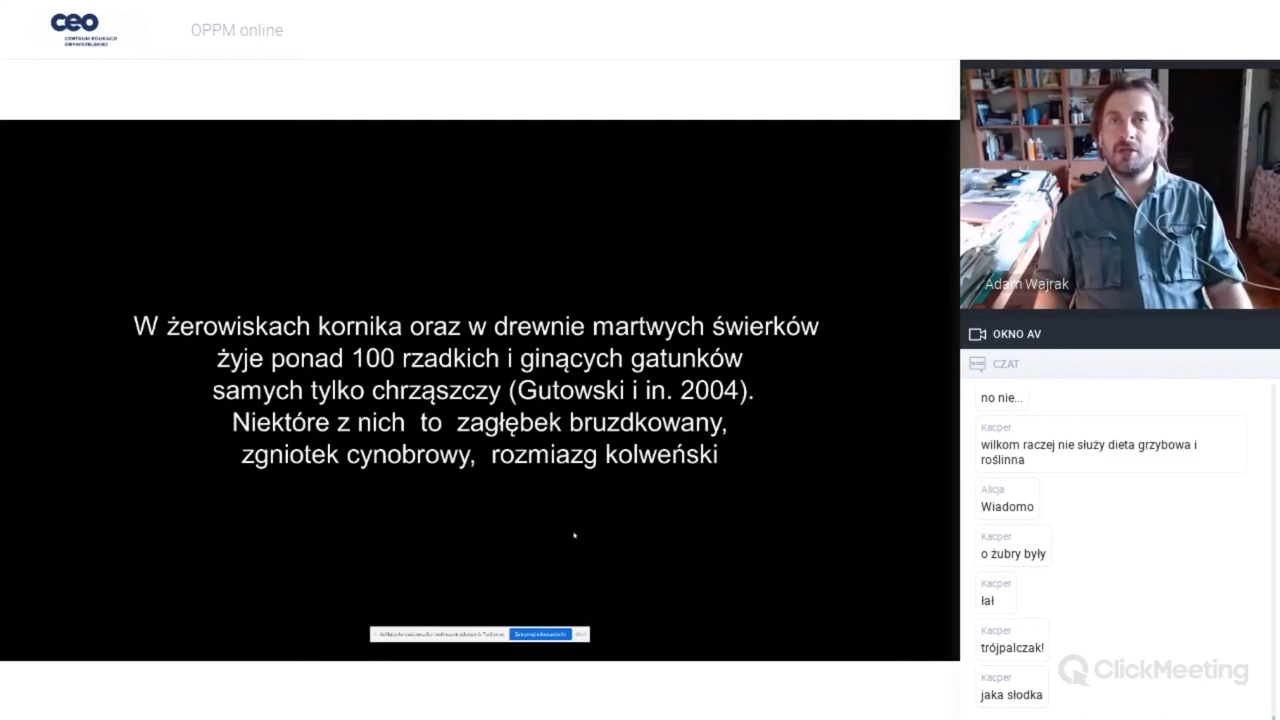 ceo
CENTRUM EDUKACJI
OBYWATELSKIEJ
OPPM online
W żerowiskach kornika oraz w drewnie martwych świerków
żyje ponad 100 rzadkich i ginących gatunków
samych tylko chrząszczy (Gutowski i in. 2004).
Niektóre z nich to zagłębek bruzdkowany,
zgniotek cynobrowy, rozmiazg kolweński
Adam Wajrak
OKNO AV
CZAT
no nie...
Kacper
wilkom raczej nie służy dieta grzybowa i
roślinna
Alicja
Wiadomo
Kacper
o żubry były
Kacper
łał
Kacper
trójpalczak!
Kacper
jaka słodka
ClickMeeting